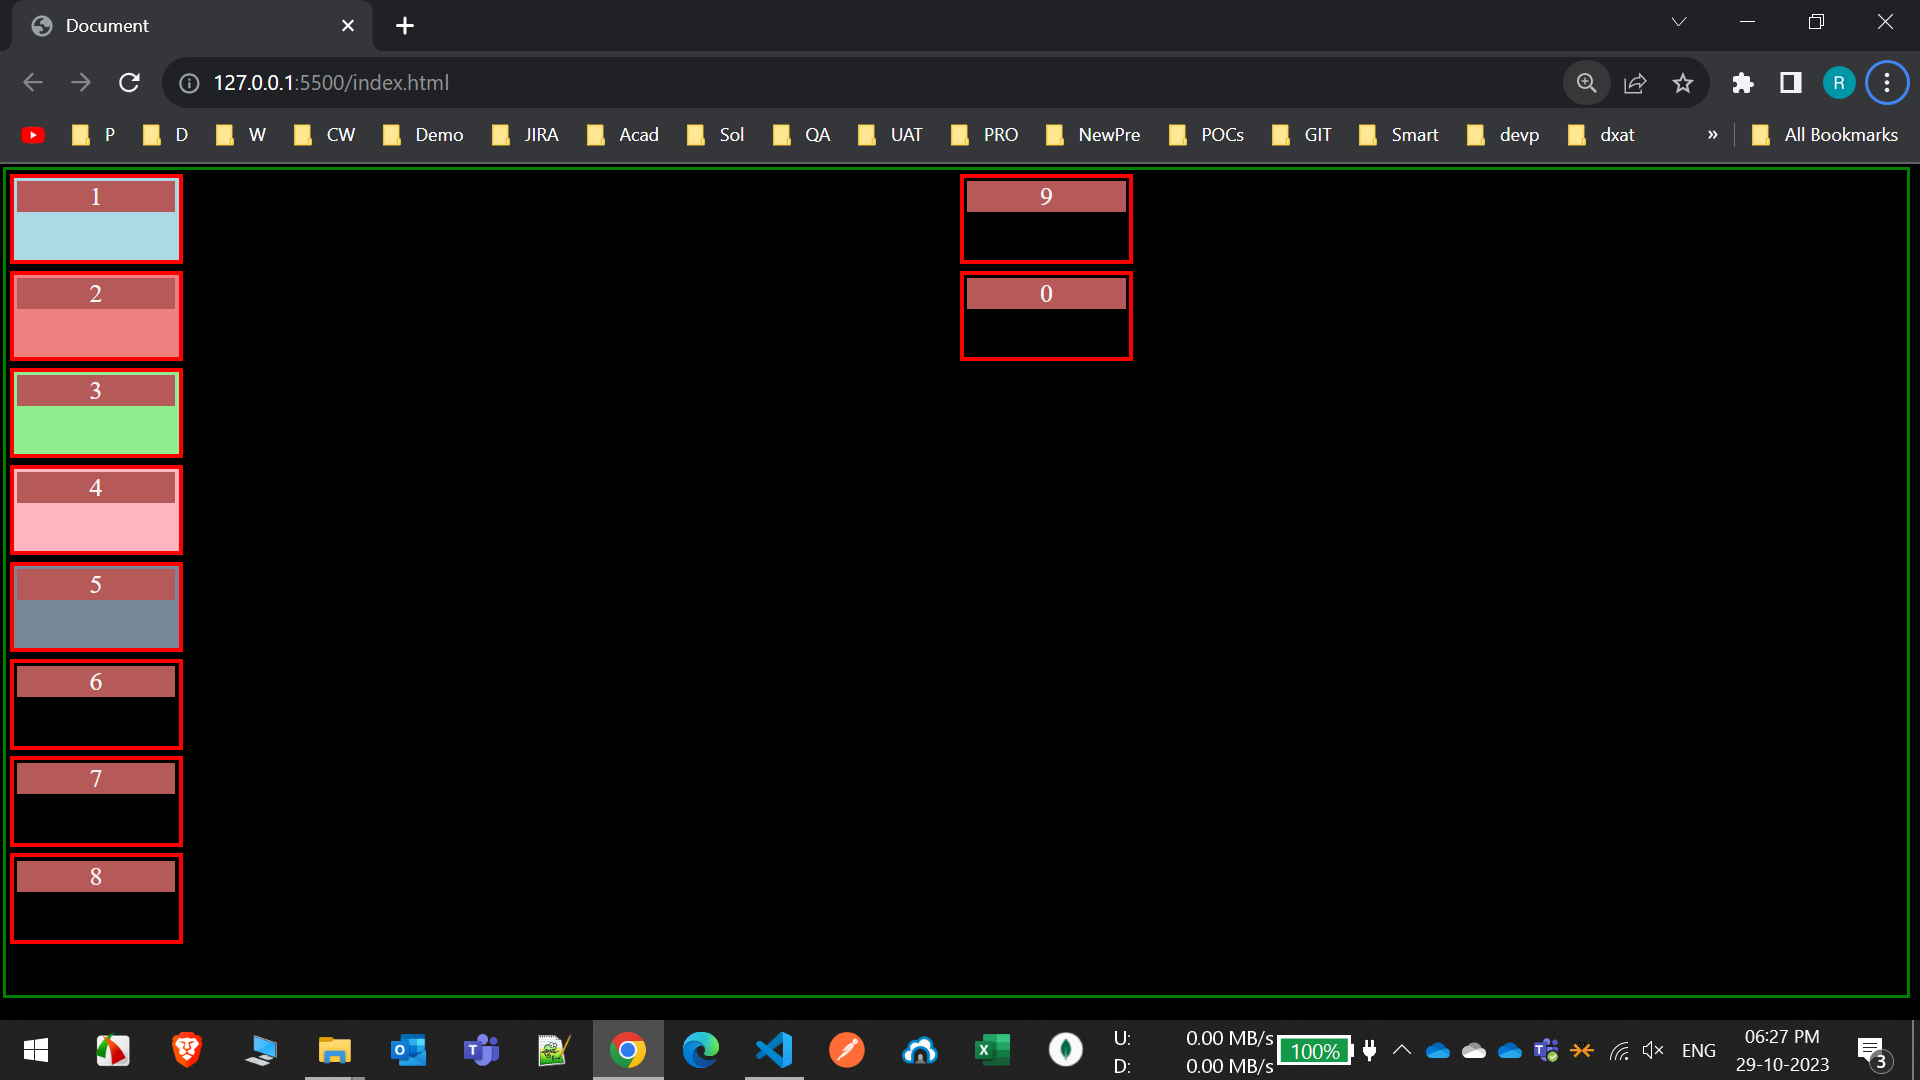 Document
127.0.0.1:5500/index.html
R
P D W CW Demo JIRA Acad Sol QA UAT PRO NewPre POCs GIT Smart devp dxat » All Bookmarks
1
2
3
4
5
6
7
8
9
0
U: 0.00 MB/s
D: 0.00 MB/s
100%
ENG
06:27 PM
29-10-2023
3